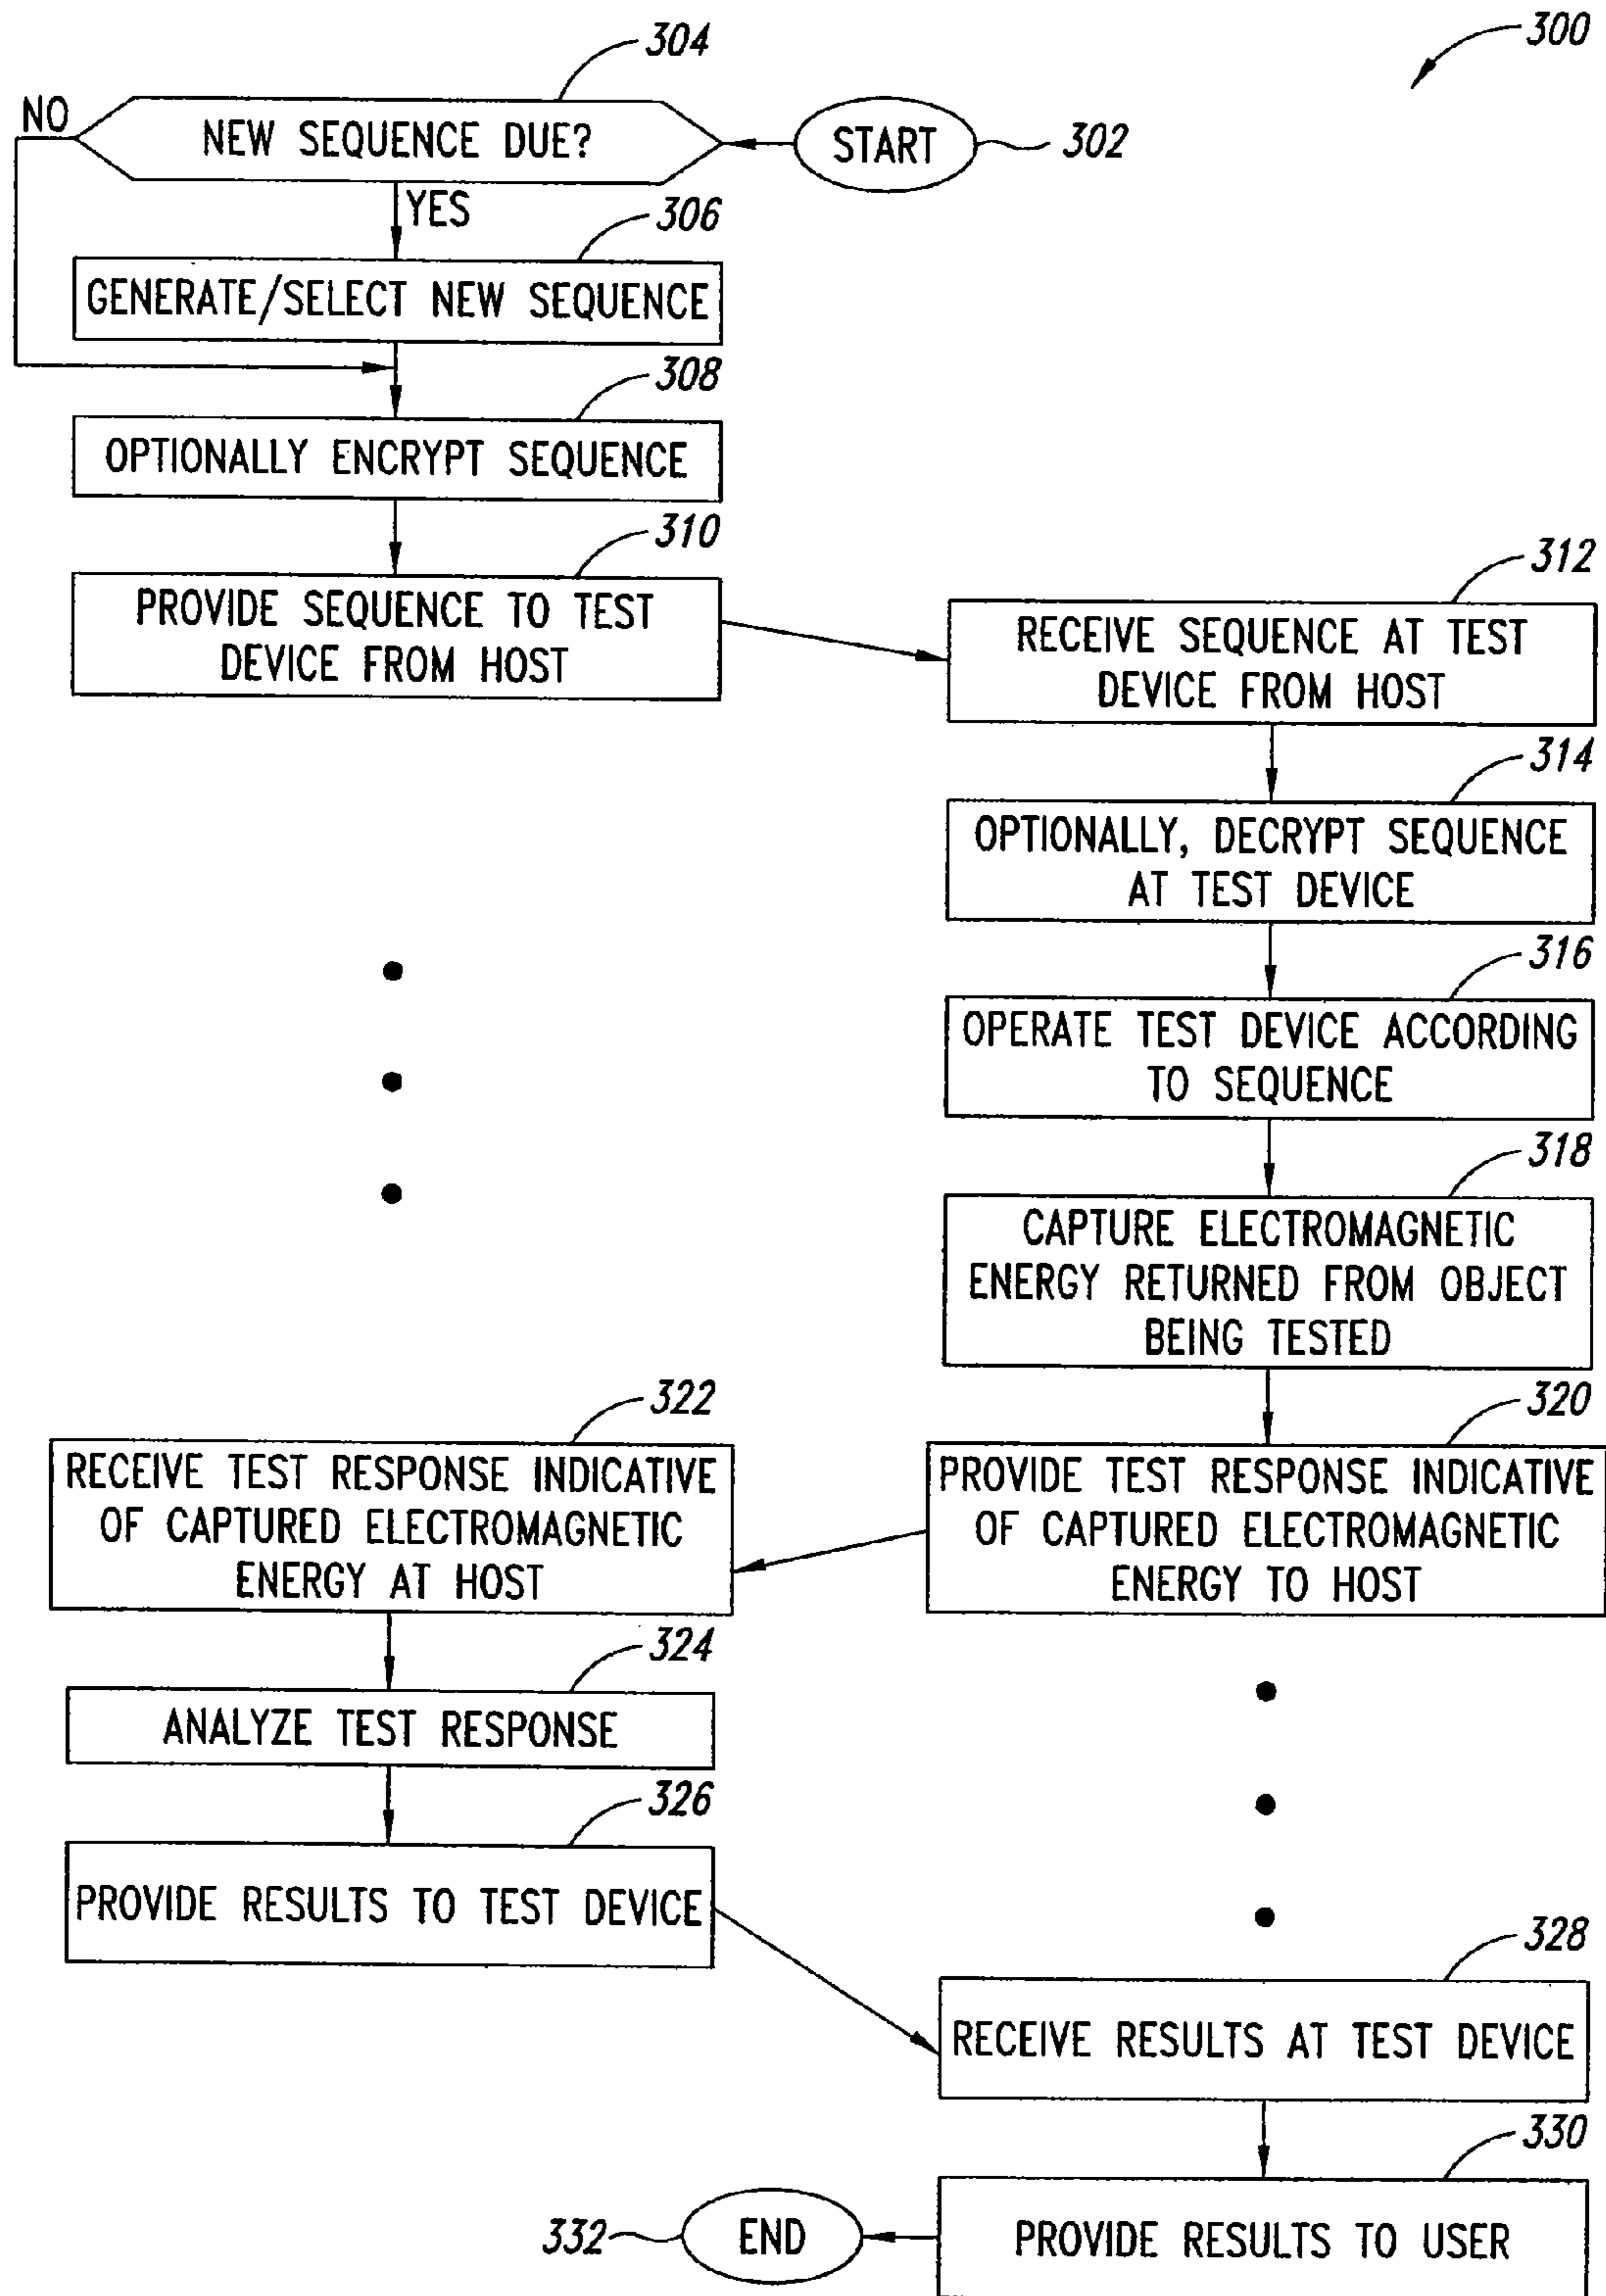 300
304
NO
NEW SEQUENCE DUE?
START
302
YES
306
GENERATE/SELECT NEW SEQUENCE
308
OPTIONALLY ENCRYPT SEQUENCE
310
PROVIDE SEQUENCE TO TEST
DEVICE FROM HOST
312
RECEIVE SEQUENCE AT TEST
DEVICE FROM HOST
314
OPTIONALLY, DECRYPT SEQUENCE
AT TEST DEVICE
316
OPERATE TEST DEVICE ACCORDING
TO SEQUENCE
318
CAPTURE ELECTROMAGNETIC
ENERGY RETURNED FROM OBJECT
BEING TESTED
320
PROVIDE TEST RESPONSE INDICATIVE
OF CAPTURED ELECTROMAGNETIC
ENERGY TO HOST
322
RECEIVE TEST RESPONSE INDICATIVE
OF CAPTURED ELECTROMAGNETIC
ENERGY AT HOST
324
ANALYZE TEST RESPONSE
326
PROVIDE RESULTS TO TEST DEVICE
328
RECEIVE RESULTS AT TEST DEVICE
330
PROVIDE RESULTS TO USER
332
END